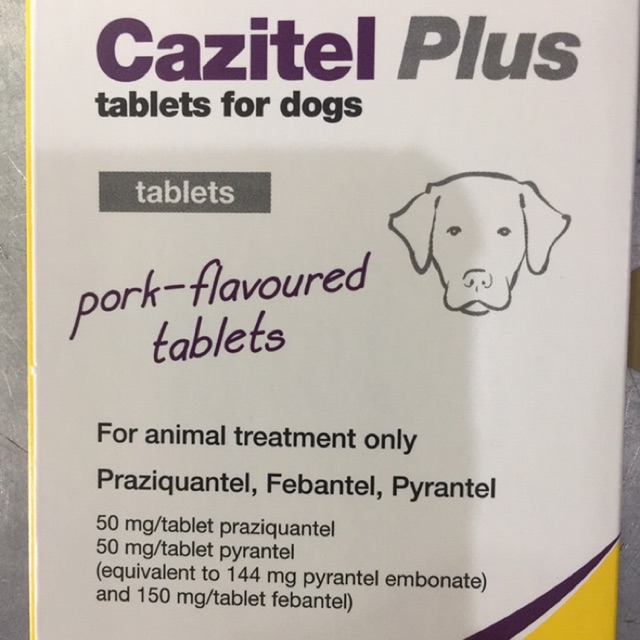 Cazitel Plus
tablets for dogs
tablets
pork-flavoured
tablets
For animal treatment only
Praziquantel, Febantel, Pyrantel
50 mg/tablet praziquantel
50 mg/tablet pyrantel
(equivalent to 144 mg pyrantel embonate)
and 150 mg/tablet febantel)